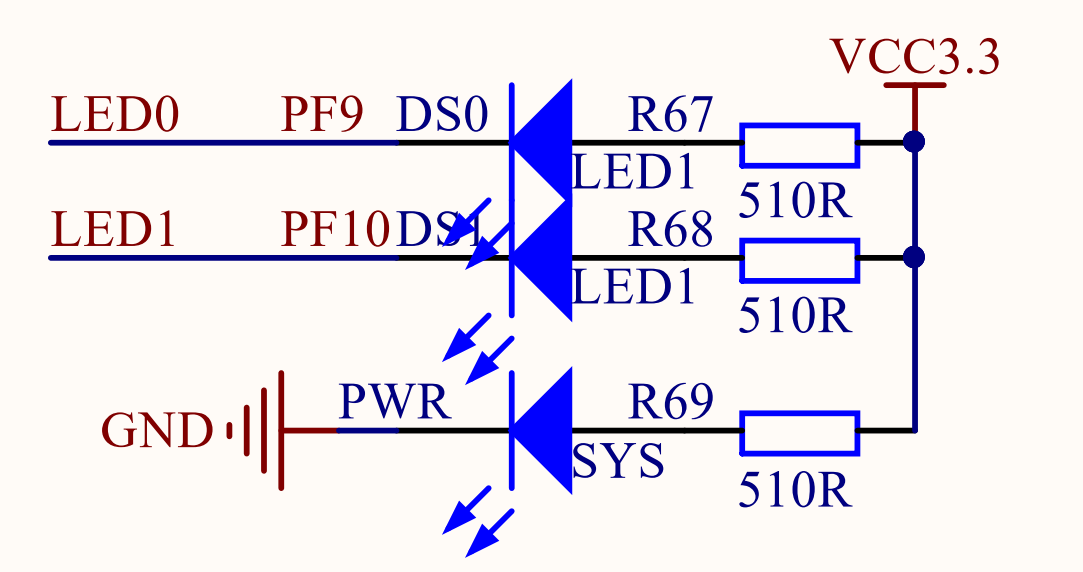 VCC3.3
LED0 PF9 DS0 R67
LED1
510R
LED1 PF10 DS1 R68
LED1
510R
GND PWR R69
SYS
510R